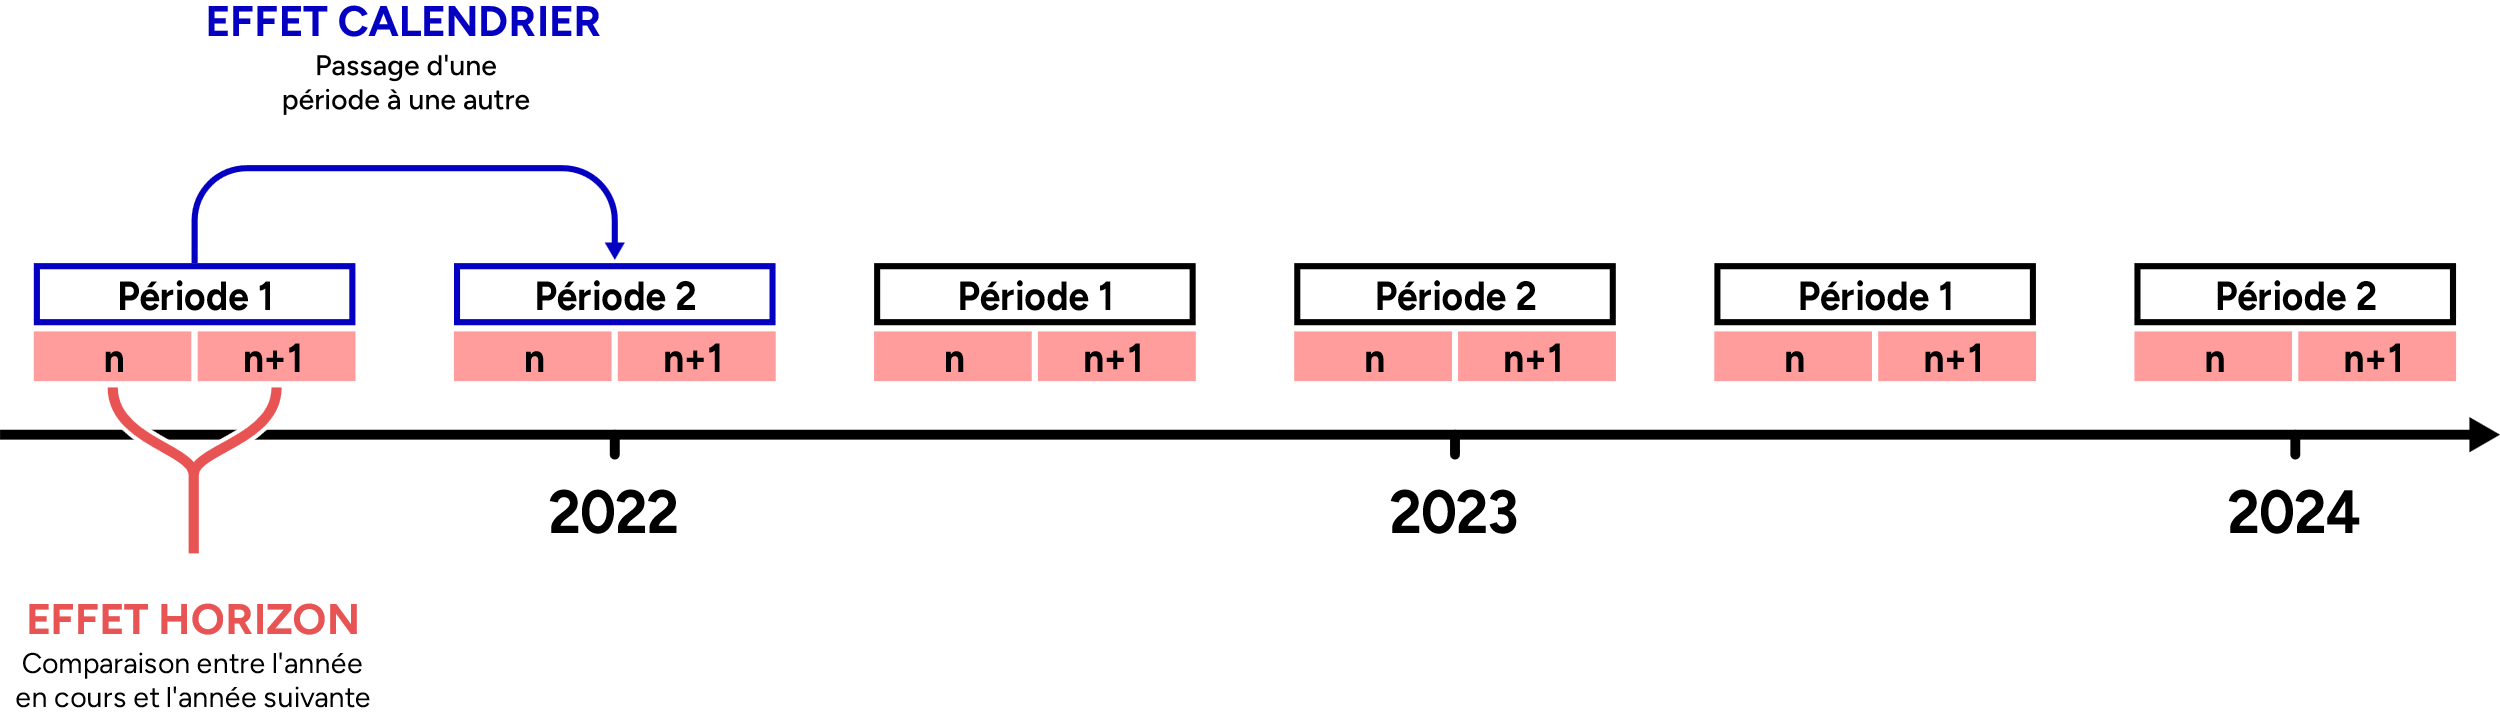 EFFET CALENDRIER
Passage d'une
période à une autre
Période 1
Période 2
Période 1
Période 2
Période 1
Période 2
n
n+1
n
n+1
n
n+1
n
n+1
n
n+1
n
n+1
2022
2023
2024
EFFET HORIZON
Comparaison entre l'année
en cours et l'année suivante